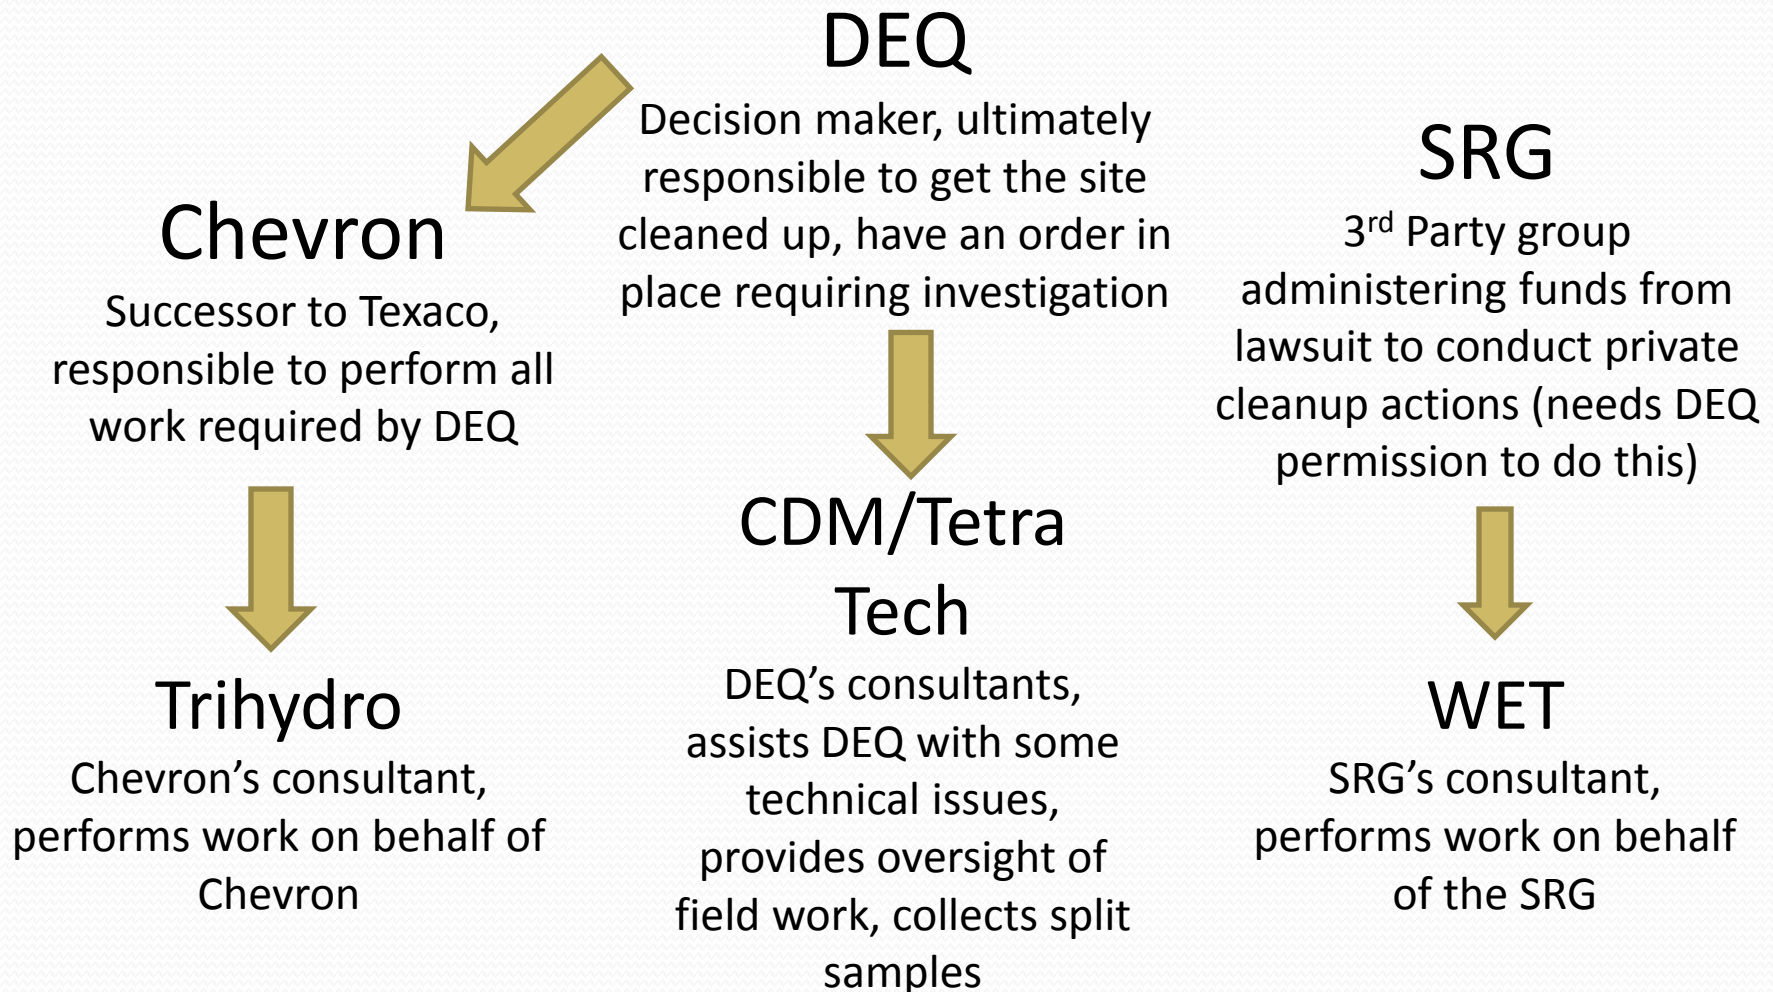 DEQ
Decision maker, ultimately
responsible to get the site
cleaned up, have an order in
place requiring investigation
Chevron
Successor to Texaco,
responsible to perform all
work required by DEQ
SRG
3rd Party group
administering funds from
lawsuit to conduct private
cleanup actions (needs DEQ
permission to do this)
Trihydro
Chevron’s consultant,
performs work on behalf of
Chevron
CDM/Tetra
Tech
DEQ’s consultants,
assists DEQ with some
technical issues,
provides oversight of
field work, collects split
samples
WET
SRG’s consultant,
performs work on behalf
of the SRG